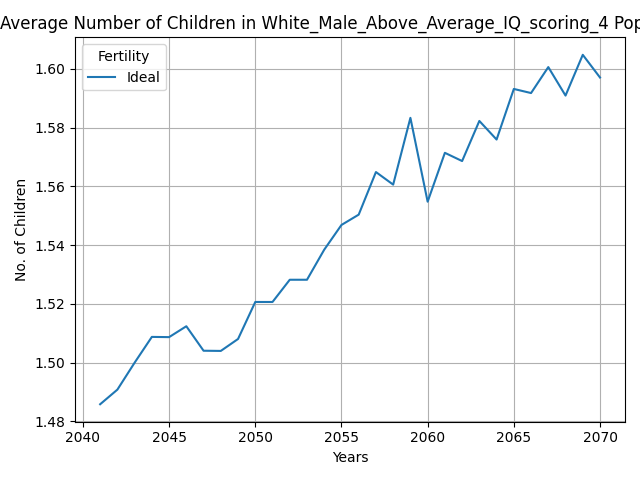 Average Number of Children in White_Male_Above_Average_IQ_scoring_4 Pop
Fertility
Ideal
No. of Children
1.60
1.58
1.56
1.54
1.52
1.50
1.48
2040 2045 2050 2055 2060 2065 2070
Years